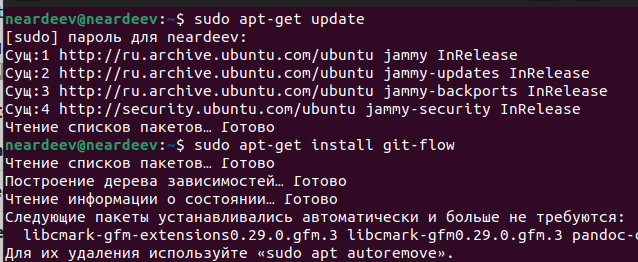 neardeev@neardeev:~$ sudo apt-get update
[sudo] пароль для neardeev:
Сущ:1 http://ru.archive.ubuntu.com/ubuntu jammy InRelease
Сущ:2 http://ru.archive.ubuntu.com/ubuntu jammy-updates InRelease
Сущ:3 http://ru.archive.ubuntu.com/ubuntu jammy-backports InRelease
Сущ:4 http://security.ubuntu.com/ubuntu jammy-security InRelease
Чтение списков пакетов… Готово
neardeev@neardeev:~$ sudo apt-get install git-flow
Чтение списков пакетов… Готово
Построение дерева зависимостей… Готово
Чтение информации о состоянии… Готово
Следующие пакеты устанавливались автоматически и больше не требуются:
libcmark-gfm-extensions0.29.0.gfm.3 libcmark-gfm0.29.0.gfm.3 pandoc-
Для их удаления используйте «sudo apt autoremove».